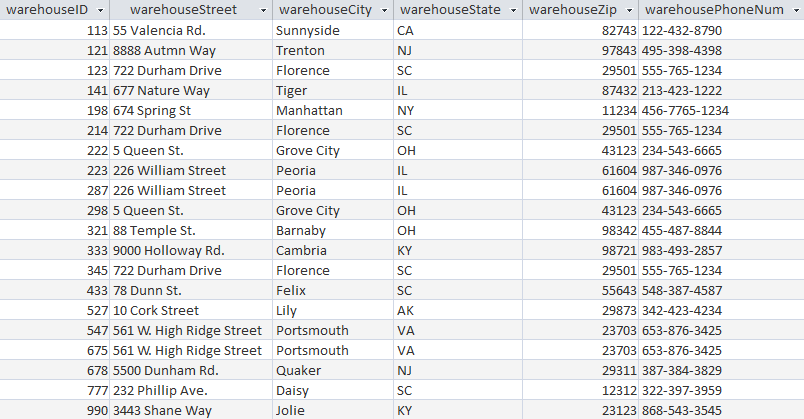 warehouseID warehouseStreet warehouseCity warehouseState warehouseZip warehousePhoneNum
113 55 Valencia Rd. Sunnyside CA 82743 122-432-8790
121 8888 Autmn Way Trenton NJ 97843 495-398-4398
123 722 Durham Drive Florence SC 29501 555-765-1234
141 677 Nature Way Tiger IL 87432 213-423-1222
198 674 Spring St Manhattan NY 11234 456-7765-1234
214 722 Durham Drive Florence SC 29501 555-765-1234
222 5 Queen St. Grove City OH 43123 234-543-6665
223 226 William Street Peoria IL 61604 987-346-0976
287 226 William Street Peoria IL 61604 987-346-0976
298 5 Queen St. Grove City OH 43123 234-543-6665
321 88 Temple St. Barnaby OH 98342 455-487-8844
333 9000 Holloway Rd. Cambria KY 98721 983-493-2857
345 722 Durham Drive Florence SC 29501 555-765-1234
433 78 Dunn St. Felix SC 55643 548-387-4587
527 10 Cork Street Lily AK 29873 342-423-4234
547 561 W. High Ridge Street Portsmouth VA 23703 653-876-3425
675 561 W. High Ridge Street Portsmouth VA 23703 653-876-3425
678 5500 Dunham Rd. Quaker NJ 29311 387-384-3829
777 232 Phillip Ave. Daisy SC 12312 322-397-3959
990 3443 Shane Way Jolie KY 23123 868-543-3545